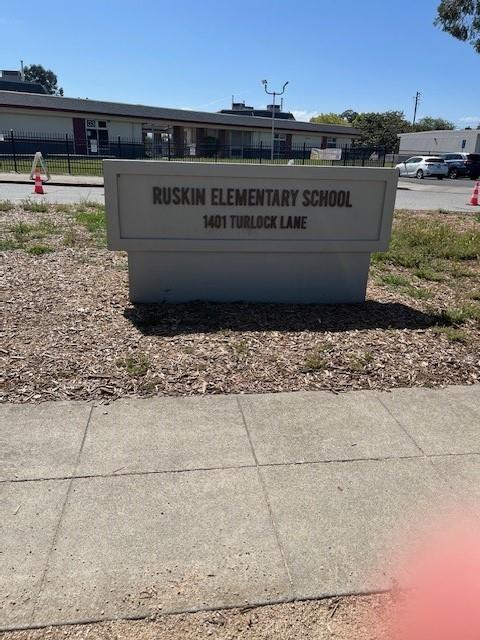 RUSKIN ELEMENTARY SCHOOL
1401 TURLOCK LANE